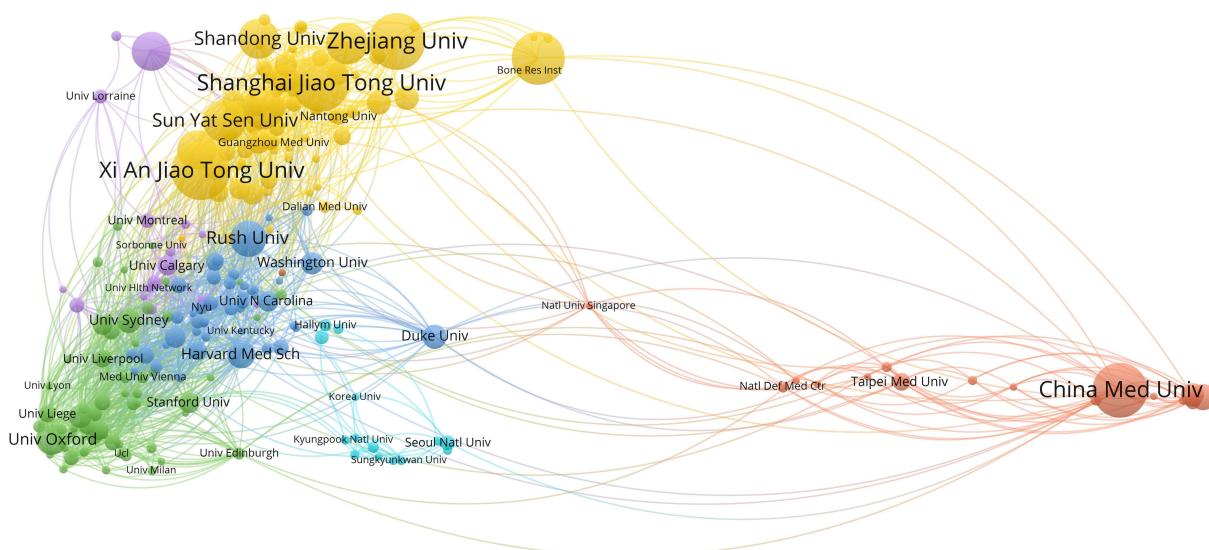 Shandong Univ
Zhejiang Univ
Bone Res Inst
Shanghai Jiao Tong Univ
Univ Lorraine
Sun Yat Sen Univ
Nantong Univ
Guangzhou Med Univ
Xi An Jiao Tong Univ
Dalian Med Univ
Univ Montreal
Rush Univ
Sorbonne Univ
Univ Calgary
Washington Univ
Univ Hlth Network
Nyu
Univ N Carolina
Natl Univ Singapore
Univ Sydney
Univ Kentucky
Hallym Univ
Duke Univ
Univ Liverpool
Harvard Med Sch
Med Univ Vienna
Univ Lyon
Natl Def Med Ctr
Taipei Med Univ
China Med Univ
Korea Univ
Stanford Univ
Univ Liege
Univ Oxford
Kyungpook Natl Univ
Seoul Natl Univ
Ucl
Univ Edinburgh
Sungkyunkwan Univ
Univ Milan